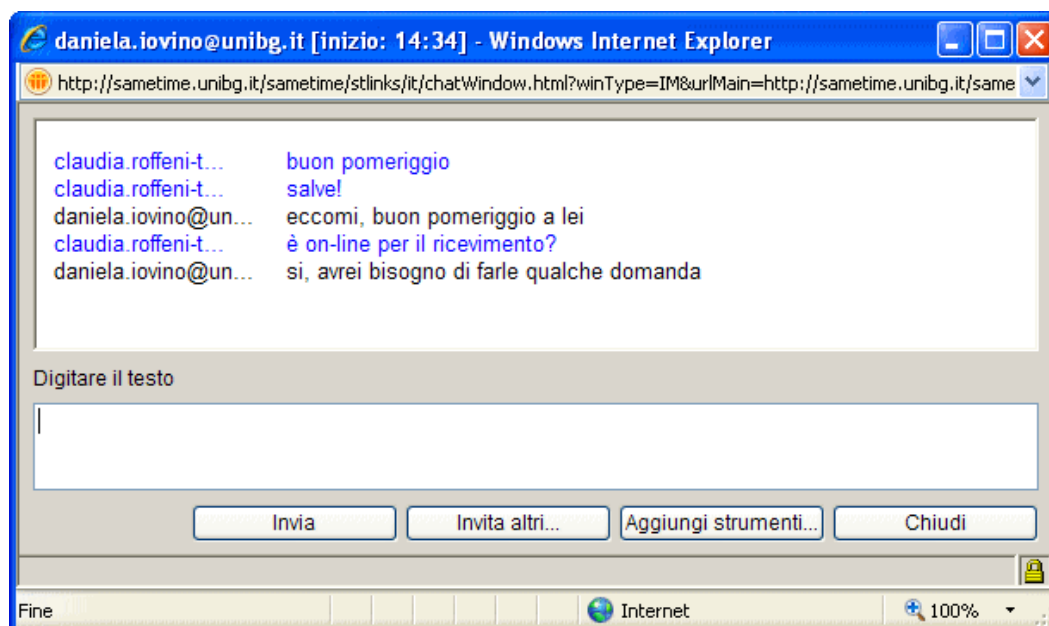 daniela.iovino@unibg.it [inizio: 14:34] - Windows Internet Explorer
http://sametime.unibg.it/sametime/stlinks/it/chatWindow.html?winType=IM&urlMain=http://sametime.unibg.it/same
claudia.roffeni-t... buon pomeriggio
claudia.roffeni-t... salve!
daniela.iovino@un... eccomi, buon pomeriggio a lei
claudia.roffeni-t... è on-line per il ricevimento?
daniela.iovino@un... si, avrei bisogno di farle qualche domanda
Digitare il testo
Invia Invita altri... Aggiungi strumenti... Chiudi
Fine Internet 100%